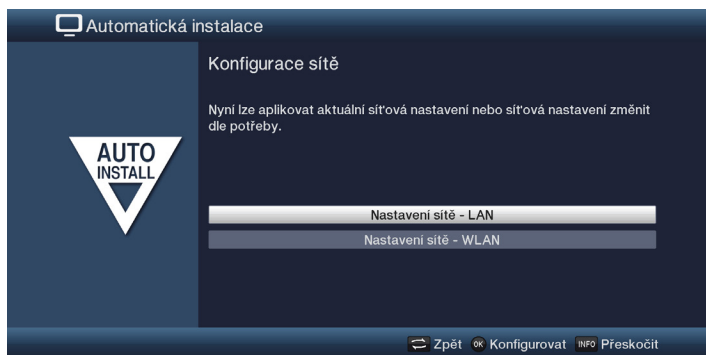 Automatická instalace
Konfigurace sítě
Nyní lze aplikovat aktuální síťová nastavení nebo síťová nastavení změnit
dle potřeby.
AUTO
INSTALL
Nastavení sítě - LAN
Nastavení sítě - WLAN
Zpět OK Konfigurovat INFO Přeskočit